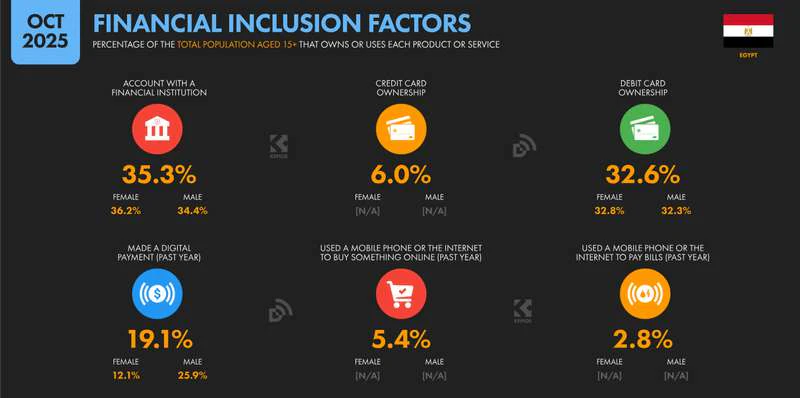 OCT
2025
FINANCIAL INCLUSION FACTORS
PERCENTAGE OF THE TOTAL POPULATION AGED 15+ THAT OWNS OR USES EACH PRODUCT OR SERVICE
EGYPT
ACCOUNT WITH A
FINANCIAL INSTITUTION
35.3%
FEMALE MALE
36.2% 34.4%
CREDIT CARD
OWNERSHIP
6.0%
FEMALE MALE
[N/A] [N/A]
DEBIT CARD
OWNERSHIP
32.6%
FEMALE MALE
32.8% 32.3%
KEPIOS
MADE A DIGITAL
PAYMENT (PAST YEAR)
19.1%
FEMALE MALE
12.1% 25.9%
USED A MOBILE PHONE OR THE INTERNET
TO BUY SOMETHING ONLINE (PAST YEAR)
5.4%
FEMALE MALE
[N/A] [N/A]
USED A MOBILE PHONE OR THE
INTERNET TO PAY BILLS (PAST YEAR)
2.8%
FEMALE MALE
[N/A] [N/A]
KEPIOS